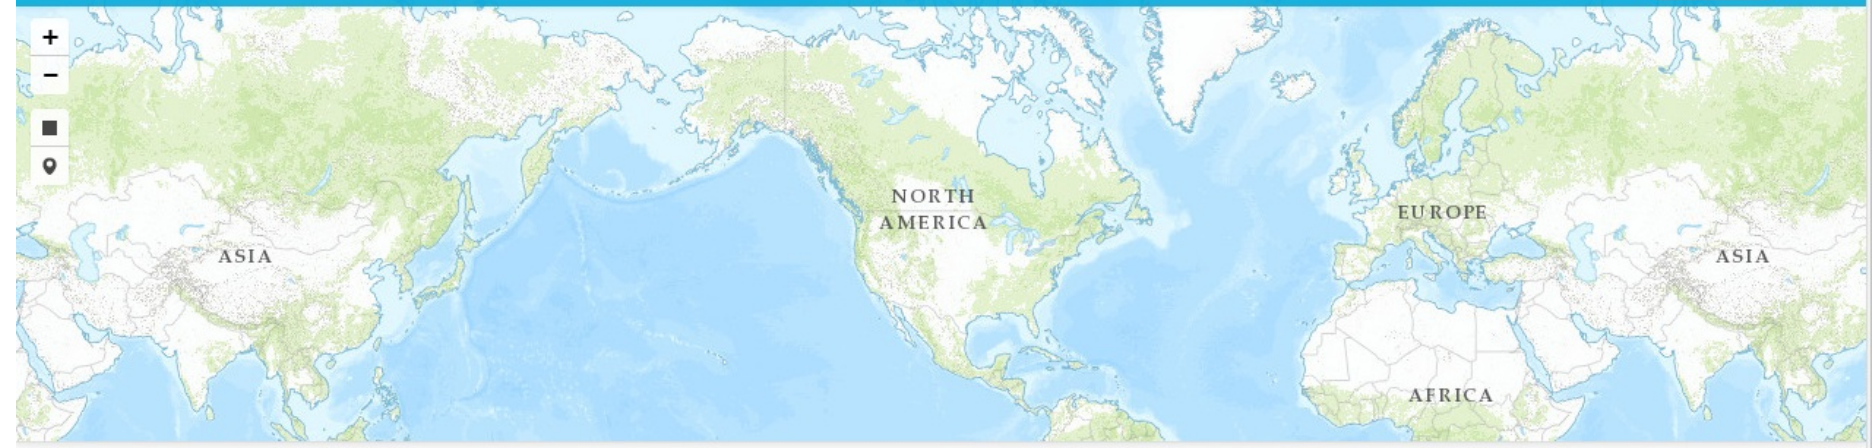 +
−
NORTH
AMERICA
EUROPE
ASIA
ASIA
AFRICA